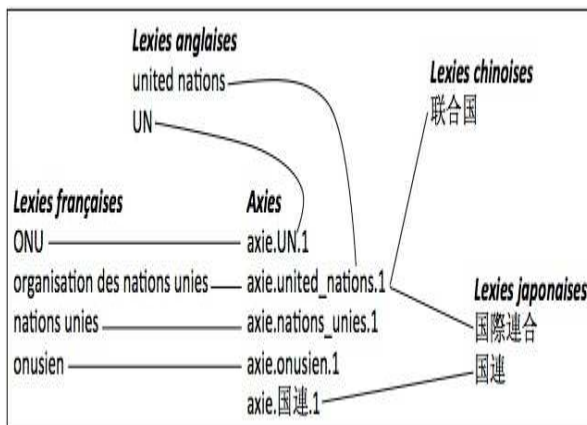 Lexies anglaises
united nations
UN
Lexies chinoises
联合国
Lexies françaises
ONU
organisation des nations unies
nations unies
onusien
Axies
axie.UN.1
axie.united_nations.1
axie.nations_unies.1
axie.onusien.1
axie.国連.1
Lexies japonaises
国際連合
国連